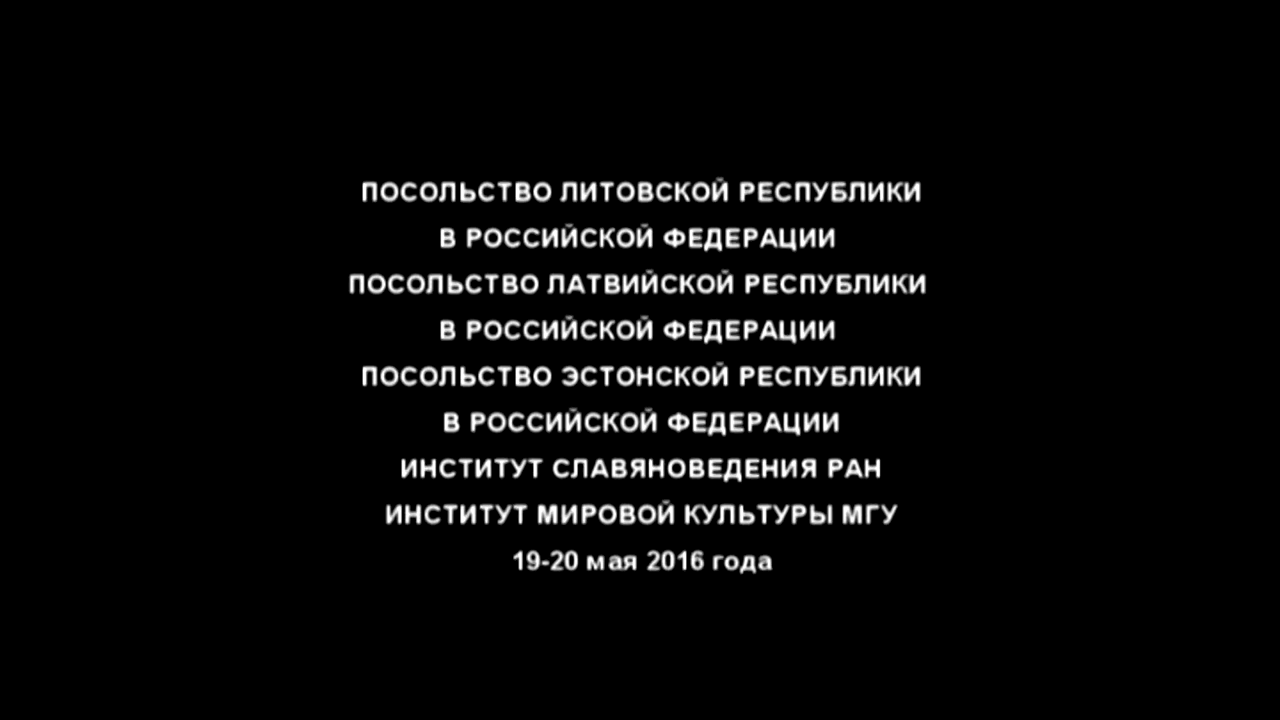 ПОСОЛЬСТВО ЛИТОВСКОЙ РЕСПУБЛИКИ
В РОССИЙСКОЙ ФЕДЕРАЦИИ
ПОСОЛЬСТВО ЛАТВИЙСКОЙ РЕСПУБЛИКИ
В РОССИЙСКОЙ ФЕДЕРАЦИИ
ПОСОЛЬСТВО ЭСТОНСКОЙ РЕСПУБЛИКИ
В РОССИЙСКОЙ ФЕДЕРАЦИИ
ИНСТИТУТ СЛАВЯНОВЕДЕНИЯ РАН
ИНСТИТУТ МИРОВОЙ КУЛЬТУРЫ МГУ
19-20 мая 2016 года